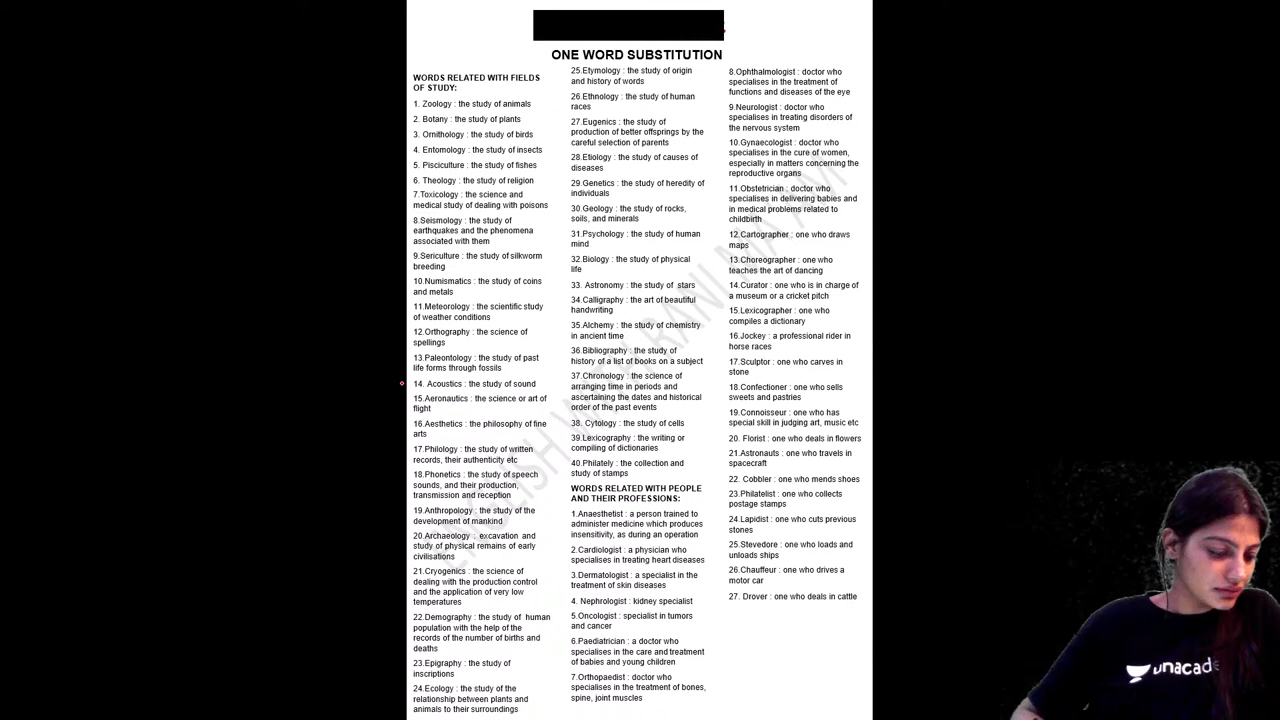 ONE WORD SUBSTITUTION
WORDS RELATED WITH FIELDS
OF STUDY:
1. Zoology : the study of animals
2. Botany : the study of plants
3. Ornithology : the study of birds
4. Entomology : the study of insects
5. Pisciculture : the study of fishes
6. Theology : the study of religion
7.Toxicology : the science and
medical study of dealing with poisons
8.Seismology : the study of
earthquakes and the phenomena
associated with them
9.Sericulture : the study of silkworm
breeding
10.Numismatics : the study of coins
and metals
11.Meteorology : the scientific study
of weather conditions
12.Orthography : the science of
spellings
13.Paleontology : the study of past
life forms through fossils
14. Acoustics : the study of sound
15.Aeronautics : the science or art of
flight
16.Aesthetics : the philosophy of fine
arts
17.Philology : the study of written
records, their authenticity etc
18.Phonetics : the study of speech
sounds, and their production,
transmission and reception
19.Anthropology : the study of the
development of mankind
20.Archaeology : excavation and
study of physical remains of early
civilisations
21.Cryogenics : the science of
dealing with the production control
and the application of very low
temperatures
22.Demography : the study of human
population with the help of the
records of the number of births and
deaths
23.Epigraphy : the study of
inscriptions
24.Ecology : the study of the
relationship between plants and
animals to their surroundings
25.Etymology : the study of origin
and history of words
26.Ethnology : the study of human
races
27.Eugenics : the study of
production of better offsprings by the
careful selection of parents
28.Etiology : the study of causes of
diseases
29.Genetics : the study of heredity of
individuals
30.Geology : the study of rocks,
soils, and minerals
31.Psychology : the study of human
mind
32.Biology : the study of physical
life
33. Astronomy : the study of stars
34.Calligraphy : the art of beautiful
handwriting
35.Alchemy : the study of chemistry
in ancient time
36.Bibliography : the study of
history of a list of books on a subject
37.Chronology : the science of
arranging time in periods and
ascertaining the dates and historical
order of the past events
38. Cytology : the study of cells
39.Lexicography : the writing or
compiling of dictionaries
40.Philately : the collection and
study of stamps
WORDS RELATED WITH PEOPLE
AND THEIR PROFESSIONS:
1.Anaesthetist : a person trained to
administer medicine which produces
insensitivity, as during an operation
2.Cardiologist : a physician who
specialises in treating heart diseases
3.Dermatologist : a specialist in the
treatment of skin diseases
4. Nephrologist : kidney specialist
5.Oncologist : specialist in tumors
and cancer
6.Paediatrician : a doctor who
specialises in the care and treatment
of babies and young children
7.Orthopaedist : doctor who
specialises in the treatment of bones,
spine, joint muscles
8.Ophthalmologist : doctor who
specialises in the treatment of
functions and diseases of the eye
9.Neurologist : doctor who
specialises in treating disorders of
the nervous system
10.Gynaecologist : doctor who
specialises in the cure of women,
especially in matters concerning the
reproductive organs
11.Obstetrician : doctor who
specialises in delivering babies and
in medical problems related to
childbirth
12.Cartographer : one who draws
maps
13.Choreographer : one who
teaches the art of dancing
14.Curator : one who is in charge of
a museum or a cricket pitch
15.Lexicographer : one who
compiles a dictionary
16.Jockey : a professional rider in
horse races
17.Sculptor : one who carves in
stone
18.Confectioner : one who sells
sweets and pastries
19.Connoisseur : one who has
special skill in judging art, music etc
20. Florist : one who deals in flowers
21.Astronauts : one who travels in
spacecraft
22. Cobbler : one who mends shoes
23.Philatelist : one who collects
postage stamps
24.Lapidist : one who cuts previous
stones
25.Stevedore : one who loads and
unloads ships
26.Chauffeur : one who drives a
motor car
27. Drover : one who deals in cattle
ENGLISH WITH RANI MA'AM
unacade